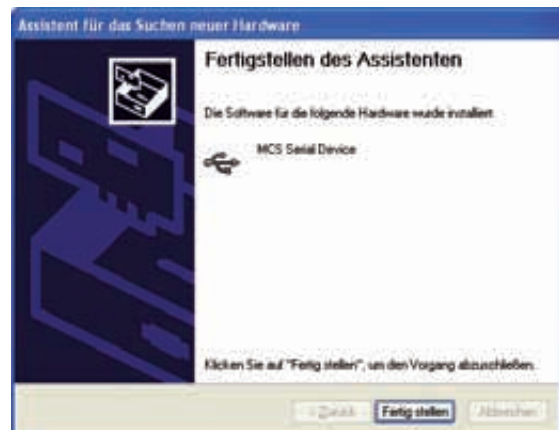 Assistent für das Suchen neuer Hardware
Fertigstellen des Assistenten
Die Software für die folgende Hardware wurde installiert:
MCS Serial Device
Klicken Sie auf "Fertig stellen", um den Vorgang abzuschließen.
< Zurück
Fertig stellen
Abbrechen